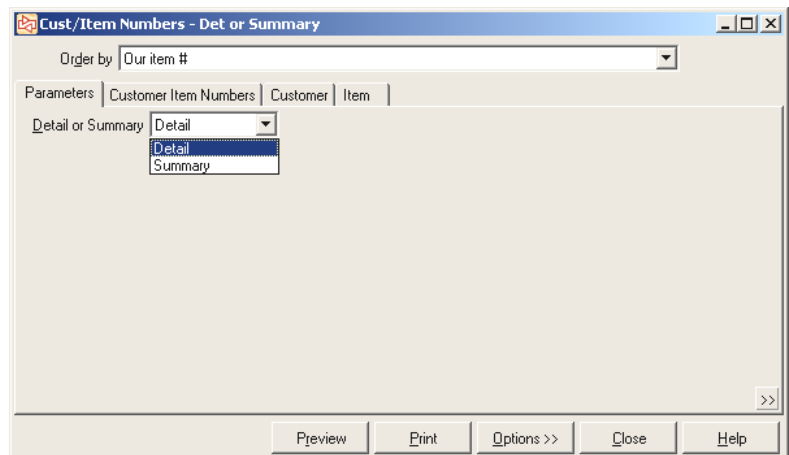 Cust/Item Numbers - Det or Summary
Order by Our item #
Parameters Customer Item Numbers Customer Item
Detail or Summary Detail
Detail
Summary
>>
Preview Print Options >> Close Help